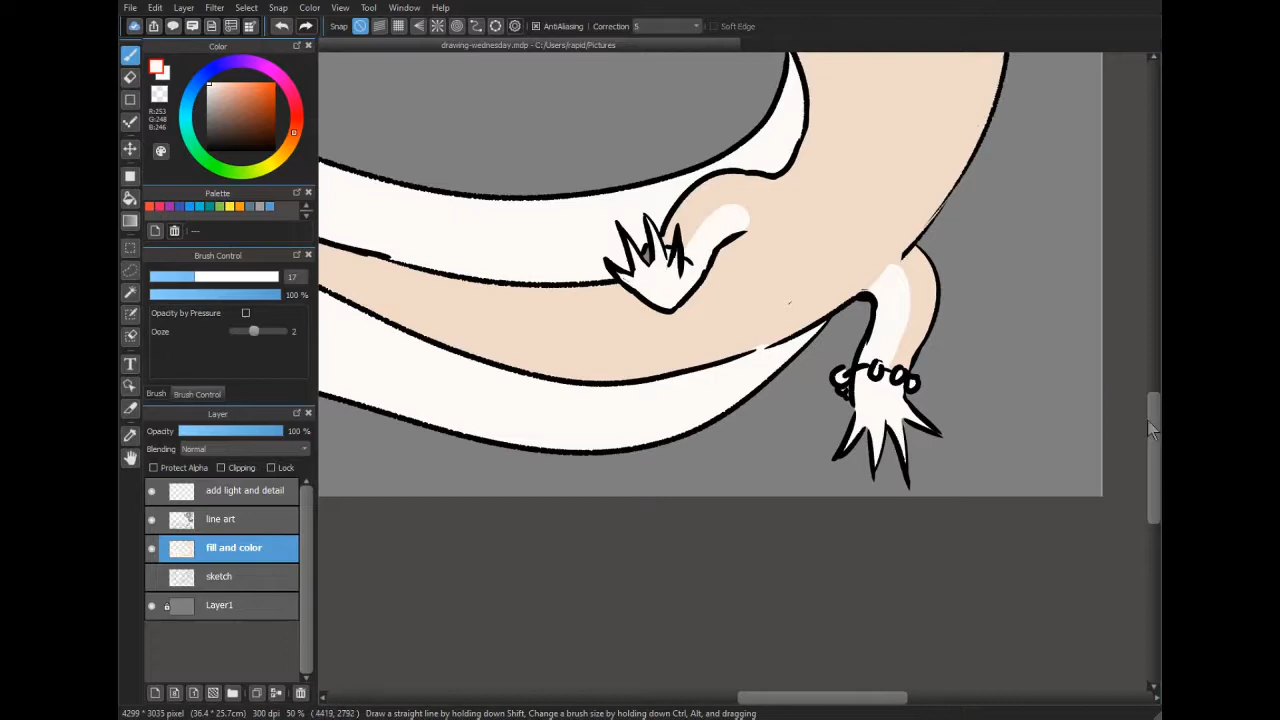 File Edit Layer Filter Select Snap Color View Tool Window Help
Snap AntiAliasing Correction S Soft Edge
drawing-wednesday.mdp - C:/Users/rapid/Pictures
Color
R:253
G:248
B:246
Palette
---
Brush Control
17
100 %
Opacity by Pressure
Ooze 2
Brush Brush Control
Layer
Opacity 100 %
Blending Normal
Protect Alpha Clipping Lock
add light and detail
line art
fill and color
sketch
Layer1
4299 * 3035 pixel (36.4 * 25.7cm) 300 dpi 50 % ( 4419, 2792 ) Draw a straight line by holding down Shift, Change a brush size by holding down Ctrl, Alt, and dragging